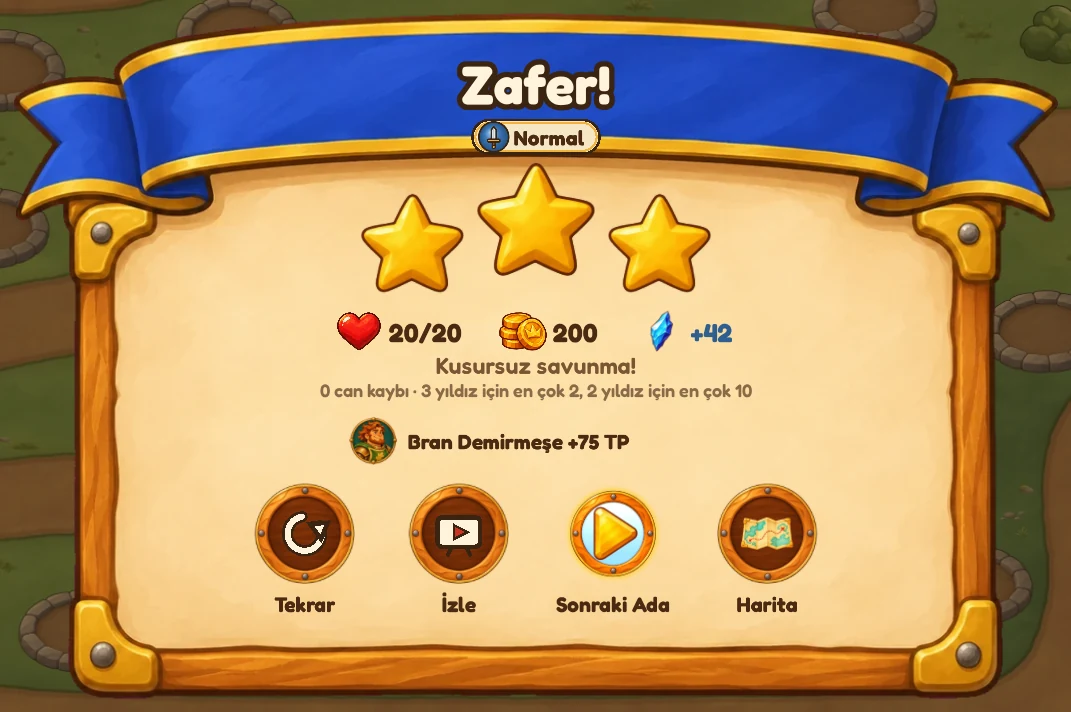 Zafer!
Normal
20/20 200 +42
Kusursuz savunma!
0 can kaybı · 3 yıldız için en çok 2, 2 yıldız için en çok 10
Bran Demirmeşe +75 TP
Tekrar İzle Sonraki Ada Harita